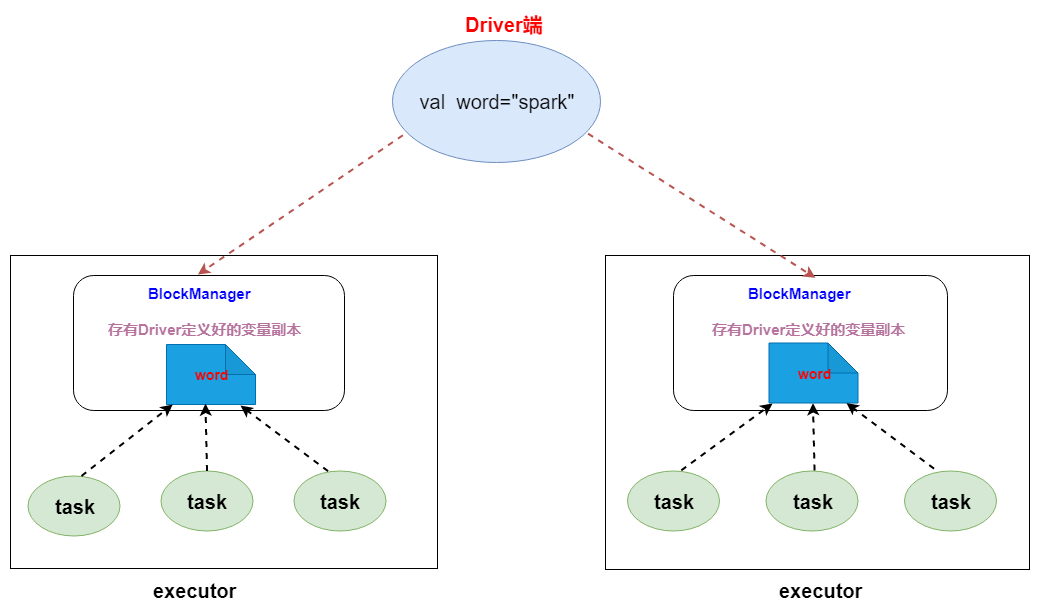 Driver端
val word="spark"
BlockManager
存有Driver定义好的变量副本
word
task
task
task
executor
BlockManager
存有Driver定义好的变量副本
word
task
task
task
executor